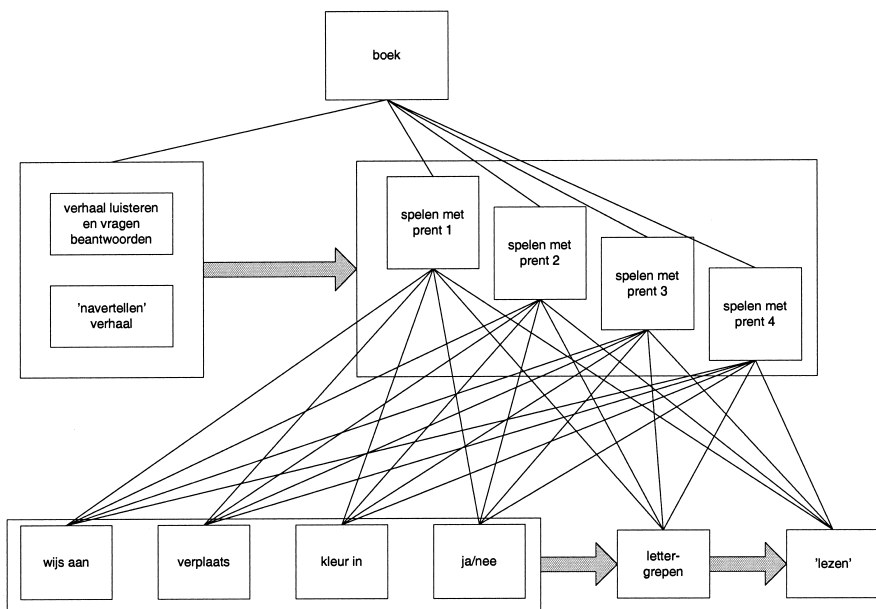 boek
verhaal luisteren
en vragen
beantwoorden
'navertellen'
verhaal
spelen met
prent 1
spelen met
prent 2
spelen met
prent 3
spelen met
prent 4
wijs aan
verplaats
kleur in
ja/nee
letter-
grepen
'lezen'